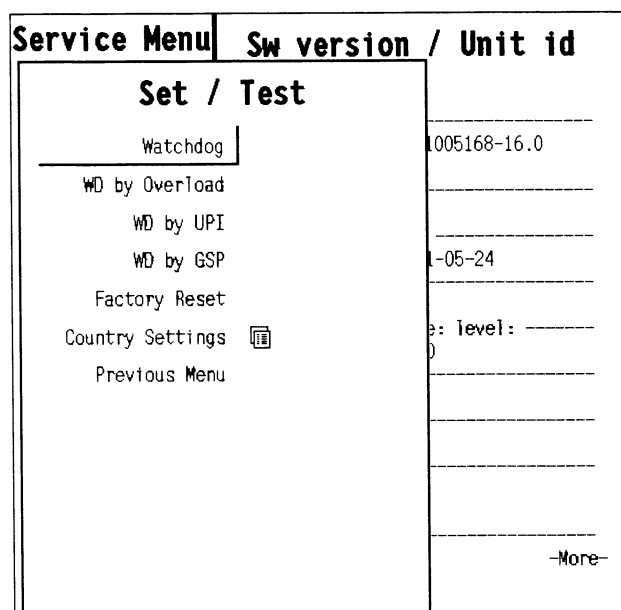 Service Menu
Sw version / Unit id
Set / Test
Watchdog
WD by Overload
WD by UPI
WD by GSP
Factory Reset
Country Settings
Previous Menu
1005168-16.0
-05-24
level:
-More-